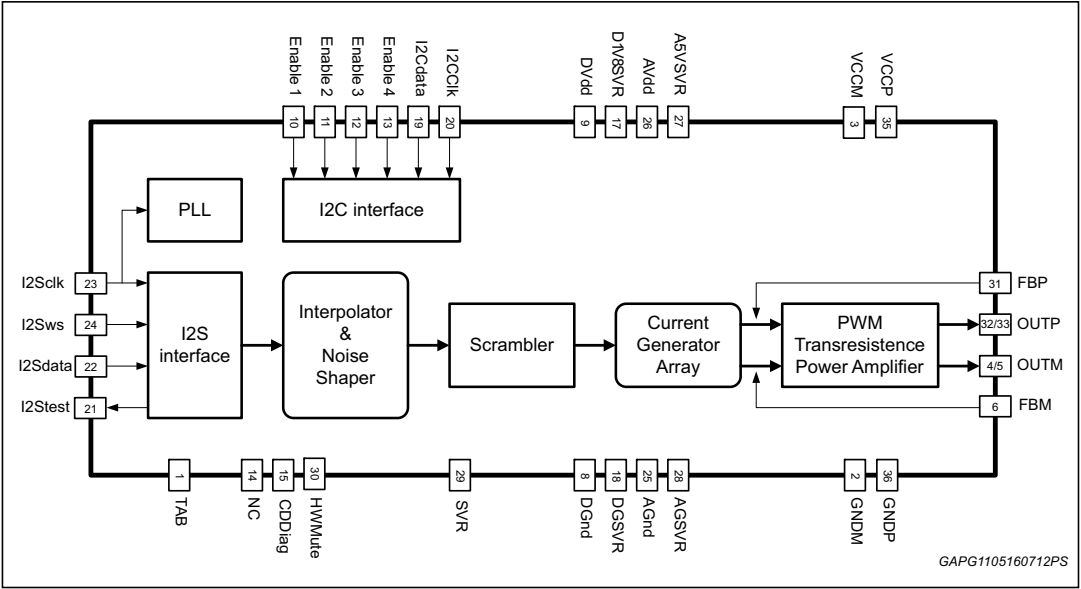 Enable 1
Enable 2
Enable 3
Enable 4
I2Cdata
I2CClk
DVdd
D1V8SVR
AVdd
A5VSVR
VCCM
VCCP
10
11
12
13
19
20
9
17
26
27
3
35
PLL
I2C interface
I2Sclk
23
I2Sws
24
I2Sdata
22
I2Stest
21
I2S
interface
Interpolator
&
Noise
Shaper
Scrambler
Current
Generator
Array
PWM
Transresistence
Power Amplifier
31
FBP
32/33
OUTP
4/5
OUTM
6
FBM
1
14
15
30
29
8
18
25
28
2
36
TAB
NC
CDDiag
HWMute
SVR
DGnd
DGSVR
AGnd
AGSVR
GNDM
GNDP
GAPG1105160712PS